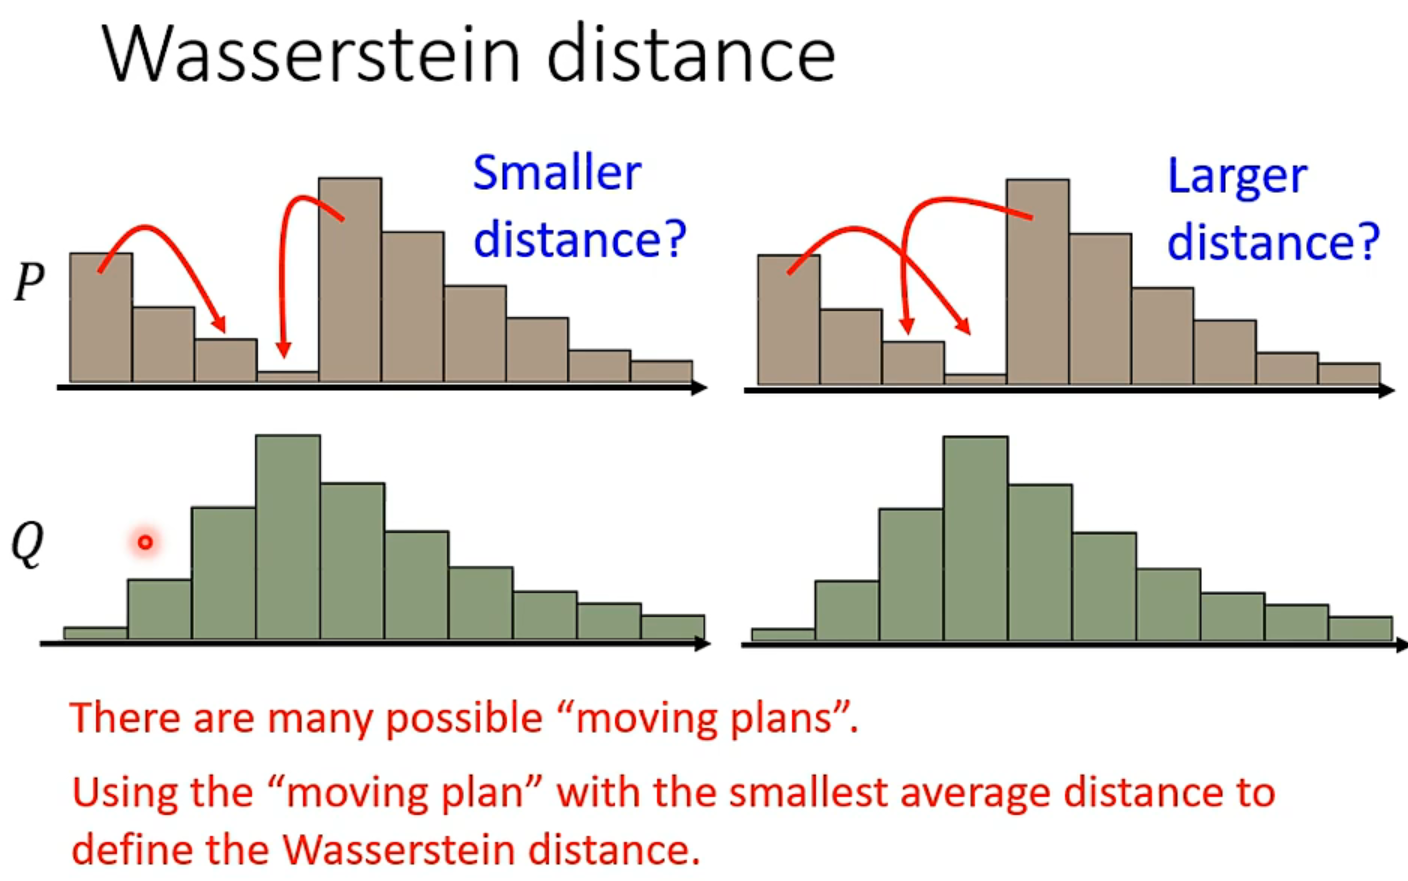 Wasserstein distance
Smaller
distance?
Larger
distance?
P
Q
There are many possible “moving plans”.
Using the “moving plan” with the smallest average distance to
define the Wasserstein distance.